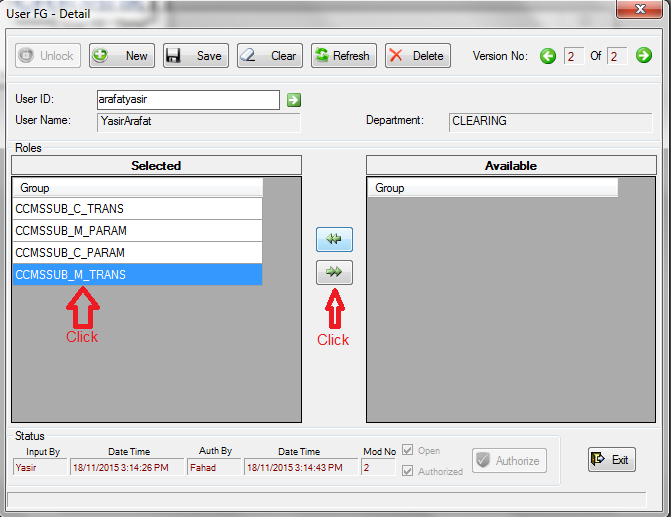 User FG - Detail
Unlock New Save Clear Refresh Delete Version No: 2 Of 2
User ID: arafatyasir
User Name: YasirArafat Department: CLEARING
Roles
Selected Available
Group Group
CCMSSUB_C_TRANS
CCMSSUB_M_PARAM
CCMSSUB_C_PARAM
CCMSSUB_M_TRANS
Click Click
Status
Input By Date Time Auth By Date Time Mod No Open
Yasir 18/11/2015 3:14:26 PM Fahad 18/11/2015 3:14:43 PM 2 Authorized Authorize Exit